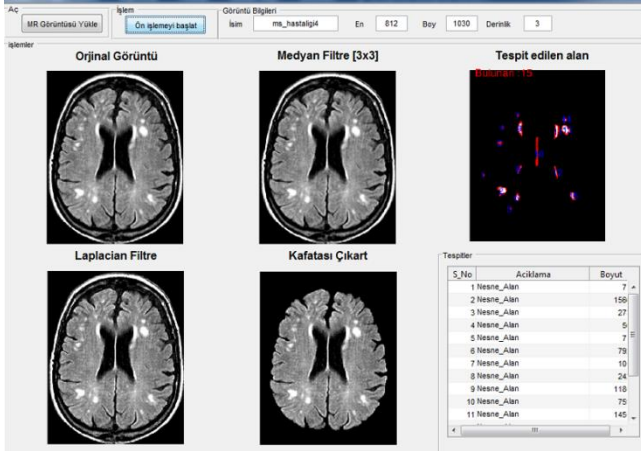 Aç
MR Görüntüsü Yükle
İşlem
Ön işlemeyi başlat
Görüntü Bilgileri
İsim ms_hastaligi4 En 812 Boy 1030 Derinlik 3
işlemler
Orjinal Görüntü
Medyan Filtre [3x3]
Tespit edilen alan
Bulunan :15
Laplacian Filtre
Kafatası Çıkart
Tespitler
S_No Aciklama Boyut
1 Nesne_Alan 7
2 Nesne_Alan 156
3 Nesne_Alan 27
4 Nesne_Alan 5
5 Nesne_Alan 7
6 Nesne_Alan 79
7 Nesne_Alan 10
8 Nesne_Alan 24
9 Nesne_Alan 118
10 Nesne_Alan 75
11 Nesne_Alan 145